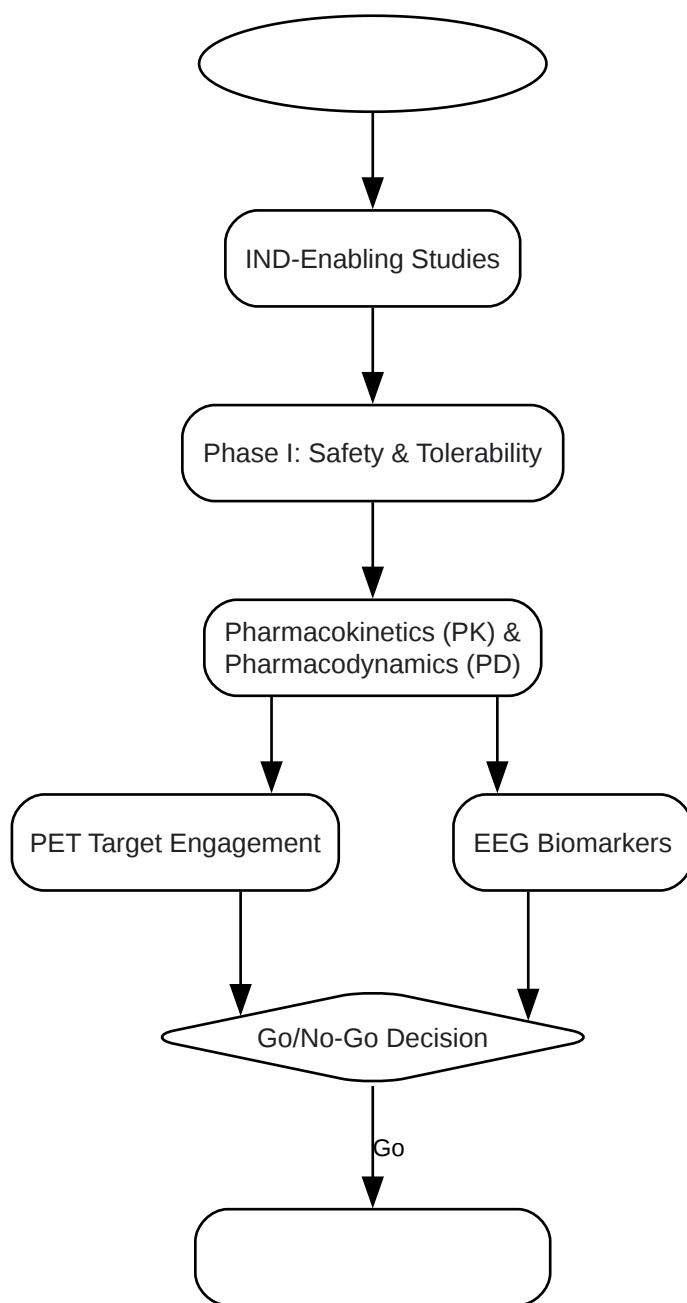 IND-Enabling Studies
Phase I: Safety & Tolerability
Pharmacokinetics (PK) &
Pharmacodynamics (PD)
PET Target Engagement
EEG Biomarkers
Go/No-Go Decision
Go